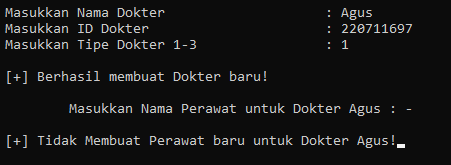 Masukkan Nama Dokter : Agus
Masukkan ID Dokter : 220711697
Masukkan Tipe Dokter 1-3 : 1
[+] Berhasil membuat Dokter baru!
Masukkan Nama Perawat untuk Dokter Agus : -
[+] Tidak Membuat Perawat baru untuk Dokter Agus!